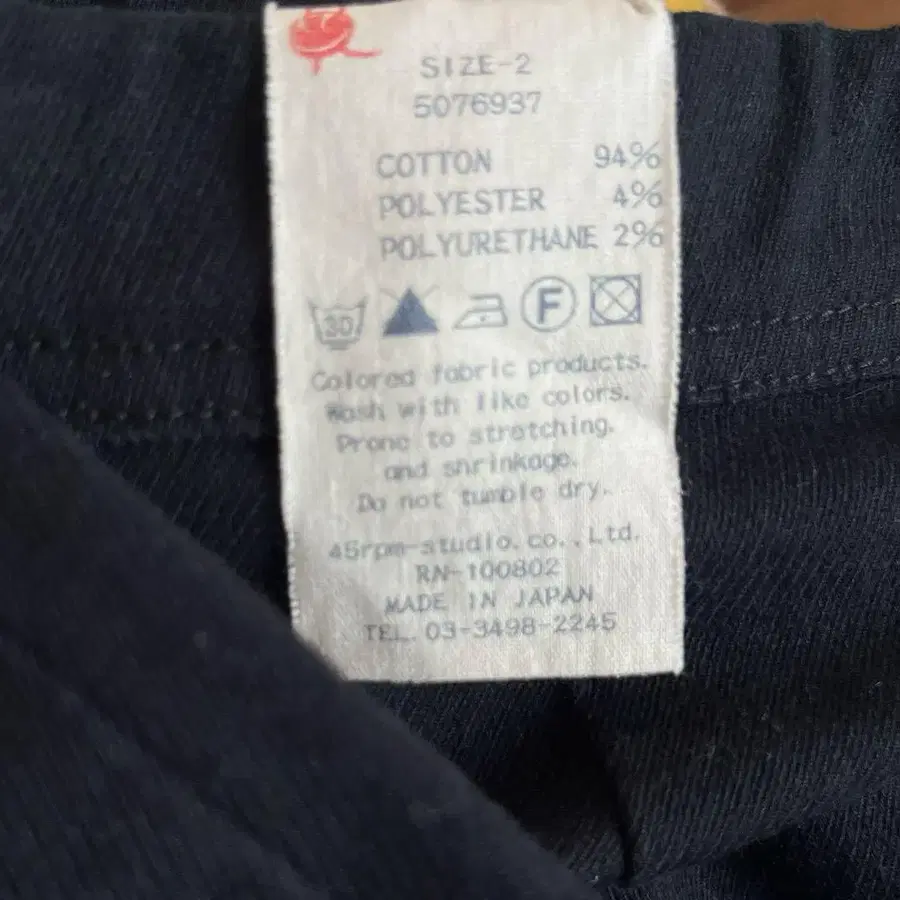 SIZE-2
5076937
COTTON 94%
POLYESTER 4%
POLYURETHANE 2%
30 F
Colored fabric products.
Wash with like colors.
Prone to stretching.
and shrinkage.
Do not tumble dry.
45rpm-studio.co.,Ltd.
RN-100802
MADE IN JAPAN
TEL.03-3498-2245